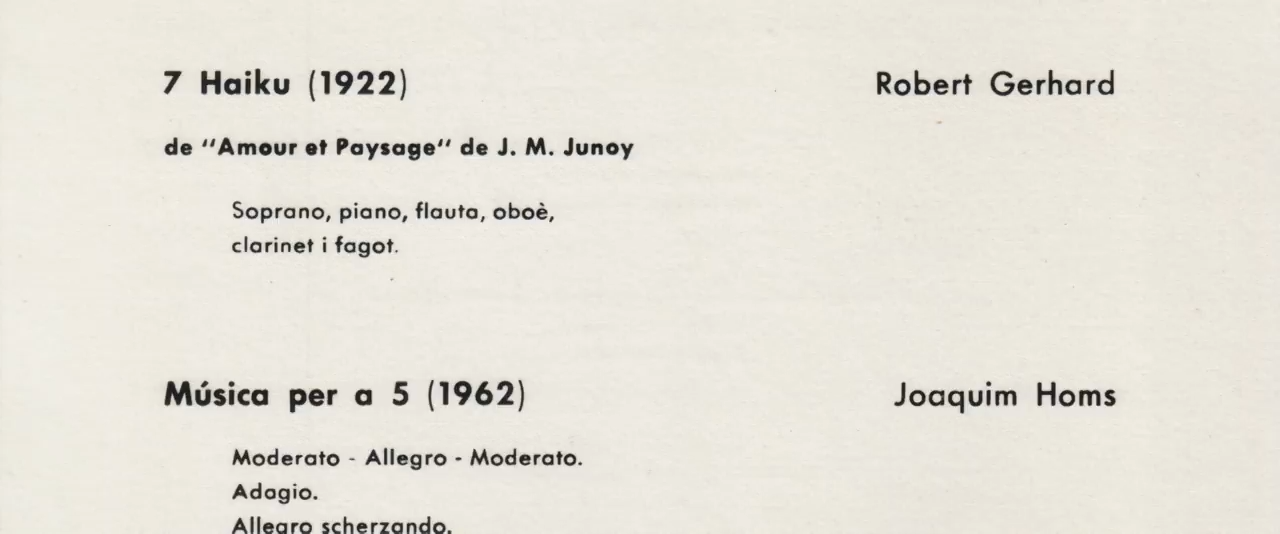 7 Haiku (1922) Robert Gerhard
de "Amour et Paysage" de J. M. Junoy
Soprano, piano, flauta, oboè,
clarinet i fagot.
Música per a 5 (1962) Joaquim Homs
Moderato - Allegro - Moderato.
Adagio.
Allegro scherzando.